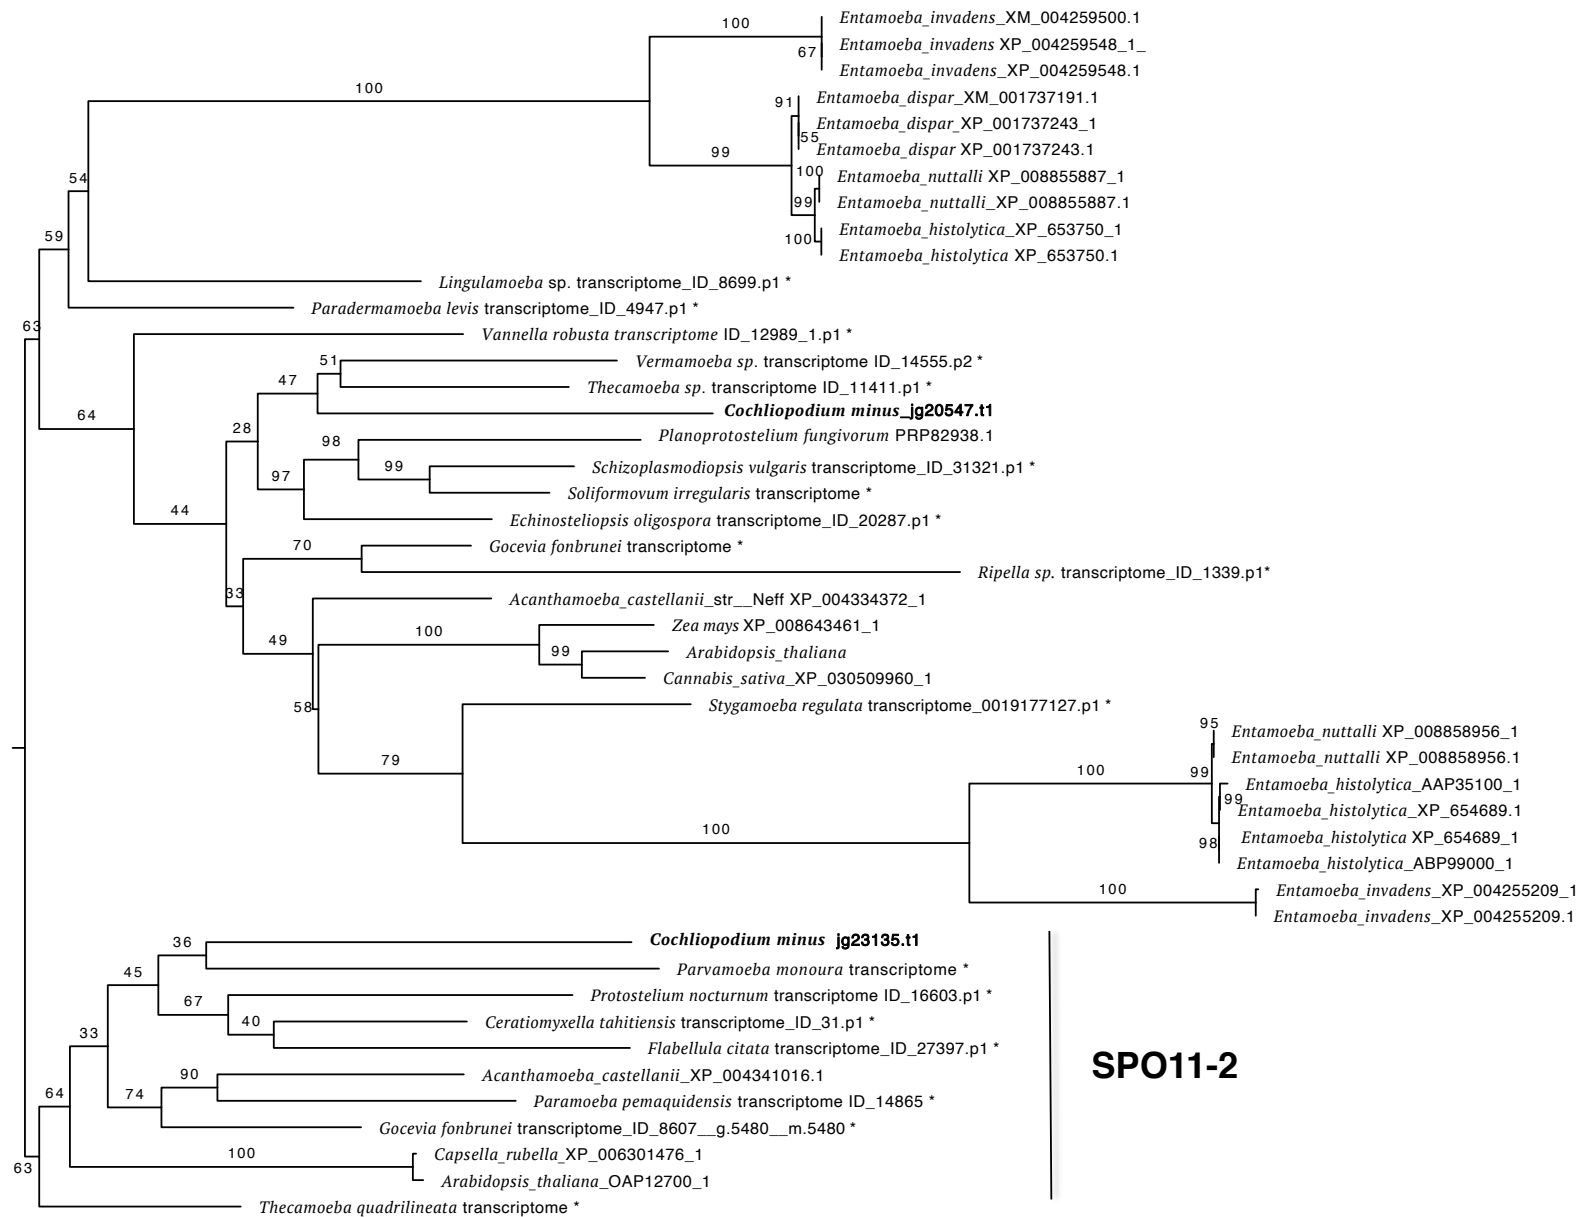 100
Entamoeba_invadens_XM_004259500.1
67
Entamoeba_invadens XP_004259548_1_
Entamoeba_invadens_XP_004259548.1
100
91
Entamoeba_dispar_XM_001737191.1
Entamoeba_dispar_XP_001737243_1
55
Entamoeba_dispar XP_001737243.1
99
100
Entamoeba_nuttalli XP_008855887_1
99
Entamoeba_nuttalli_XP_008855887.1
Entamoeba_histolytica_XP_653750_1
100
Entamoeba_histolytica XP_653750.1
54
59
Lingulamoeba sp. transcriptome_ID_8699.p1 *
Paradermamoeba levis transcriptome_ID_4947.p1 *
63
Vannella robusta transcriptome ID_12989_1.p1 *
51
Vermamoeba sp. transcriptome ID_14555.p2 *
47
Thecamoeba sp. transcriptome ID_11411.p1 *
64
Cochliopodium minus_jg20547.t1
28
98
Planoprotostelium fungivorum PRP82938.1
97
99
Schizoplasmodiopsis vulgaris transcriptome_ID_31321.p1 *
Soliformovum irregularis transcriptome *
44
Echinosteliopsis oligospora transcriptome_ID_20287.p1 *
70
Gocevia fonbrunei transcriptome *
Ripella sp. transcriptome_ID_1339.p1*
33
Acanthamoeba_castellanii_str__Neff XP_004334372_1
49
100
Zea mays XP_008643461_1
99
Arabidopsis_thaliana
Cannabis_sativa_XP_030509960_1
58
Stygamoeba regulata transcriptome_0019177127.p1 *
79
95
Entamoeba_nuttalli XP_008858956_1
Entamoeba_nuttalli XP_008858956.1
100
99
Entamoeba_histolytica_AAP35100_1
99
Entamoeba_histolytica_XP_654689.1
100
98
Entamoeba_histolytica XP_654689_1
Entamoeba_histolytica_ABP99000_1
100
Entamoeba_invadens_XP_004255209_1
Entamoeba_invadens_XP_004255209.1
36
Cochliopodium minus jg23135.t1
45
Parvamoeba monoura transcriptome *
67
Protostelium nocturnum transcriptome ID_16603.p1 *
40
Ceratiomyxella tahitiensis transcriptome_ID_31.p1 *
33
Flabellula citata transcriptome_ID_27397.p1 *
SPO11-2
90
Acanthamoeba_castellanii_XP_004341016.1
64
74
Paramoeba pemaquidensis transcriptome ID_14865 *
Gocevia fonbrunei transcriptome_ID_8607__g.5480__m.5480 *
100
Capsella_rubella_XP_006301476_1
63
Arabidopsis_thaliana_OAP12700_1
Thecamoeba quadrilineata transcriptome *